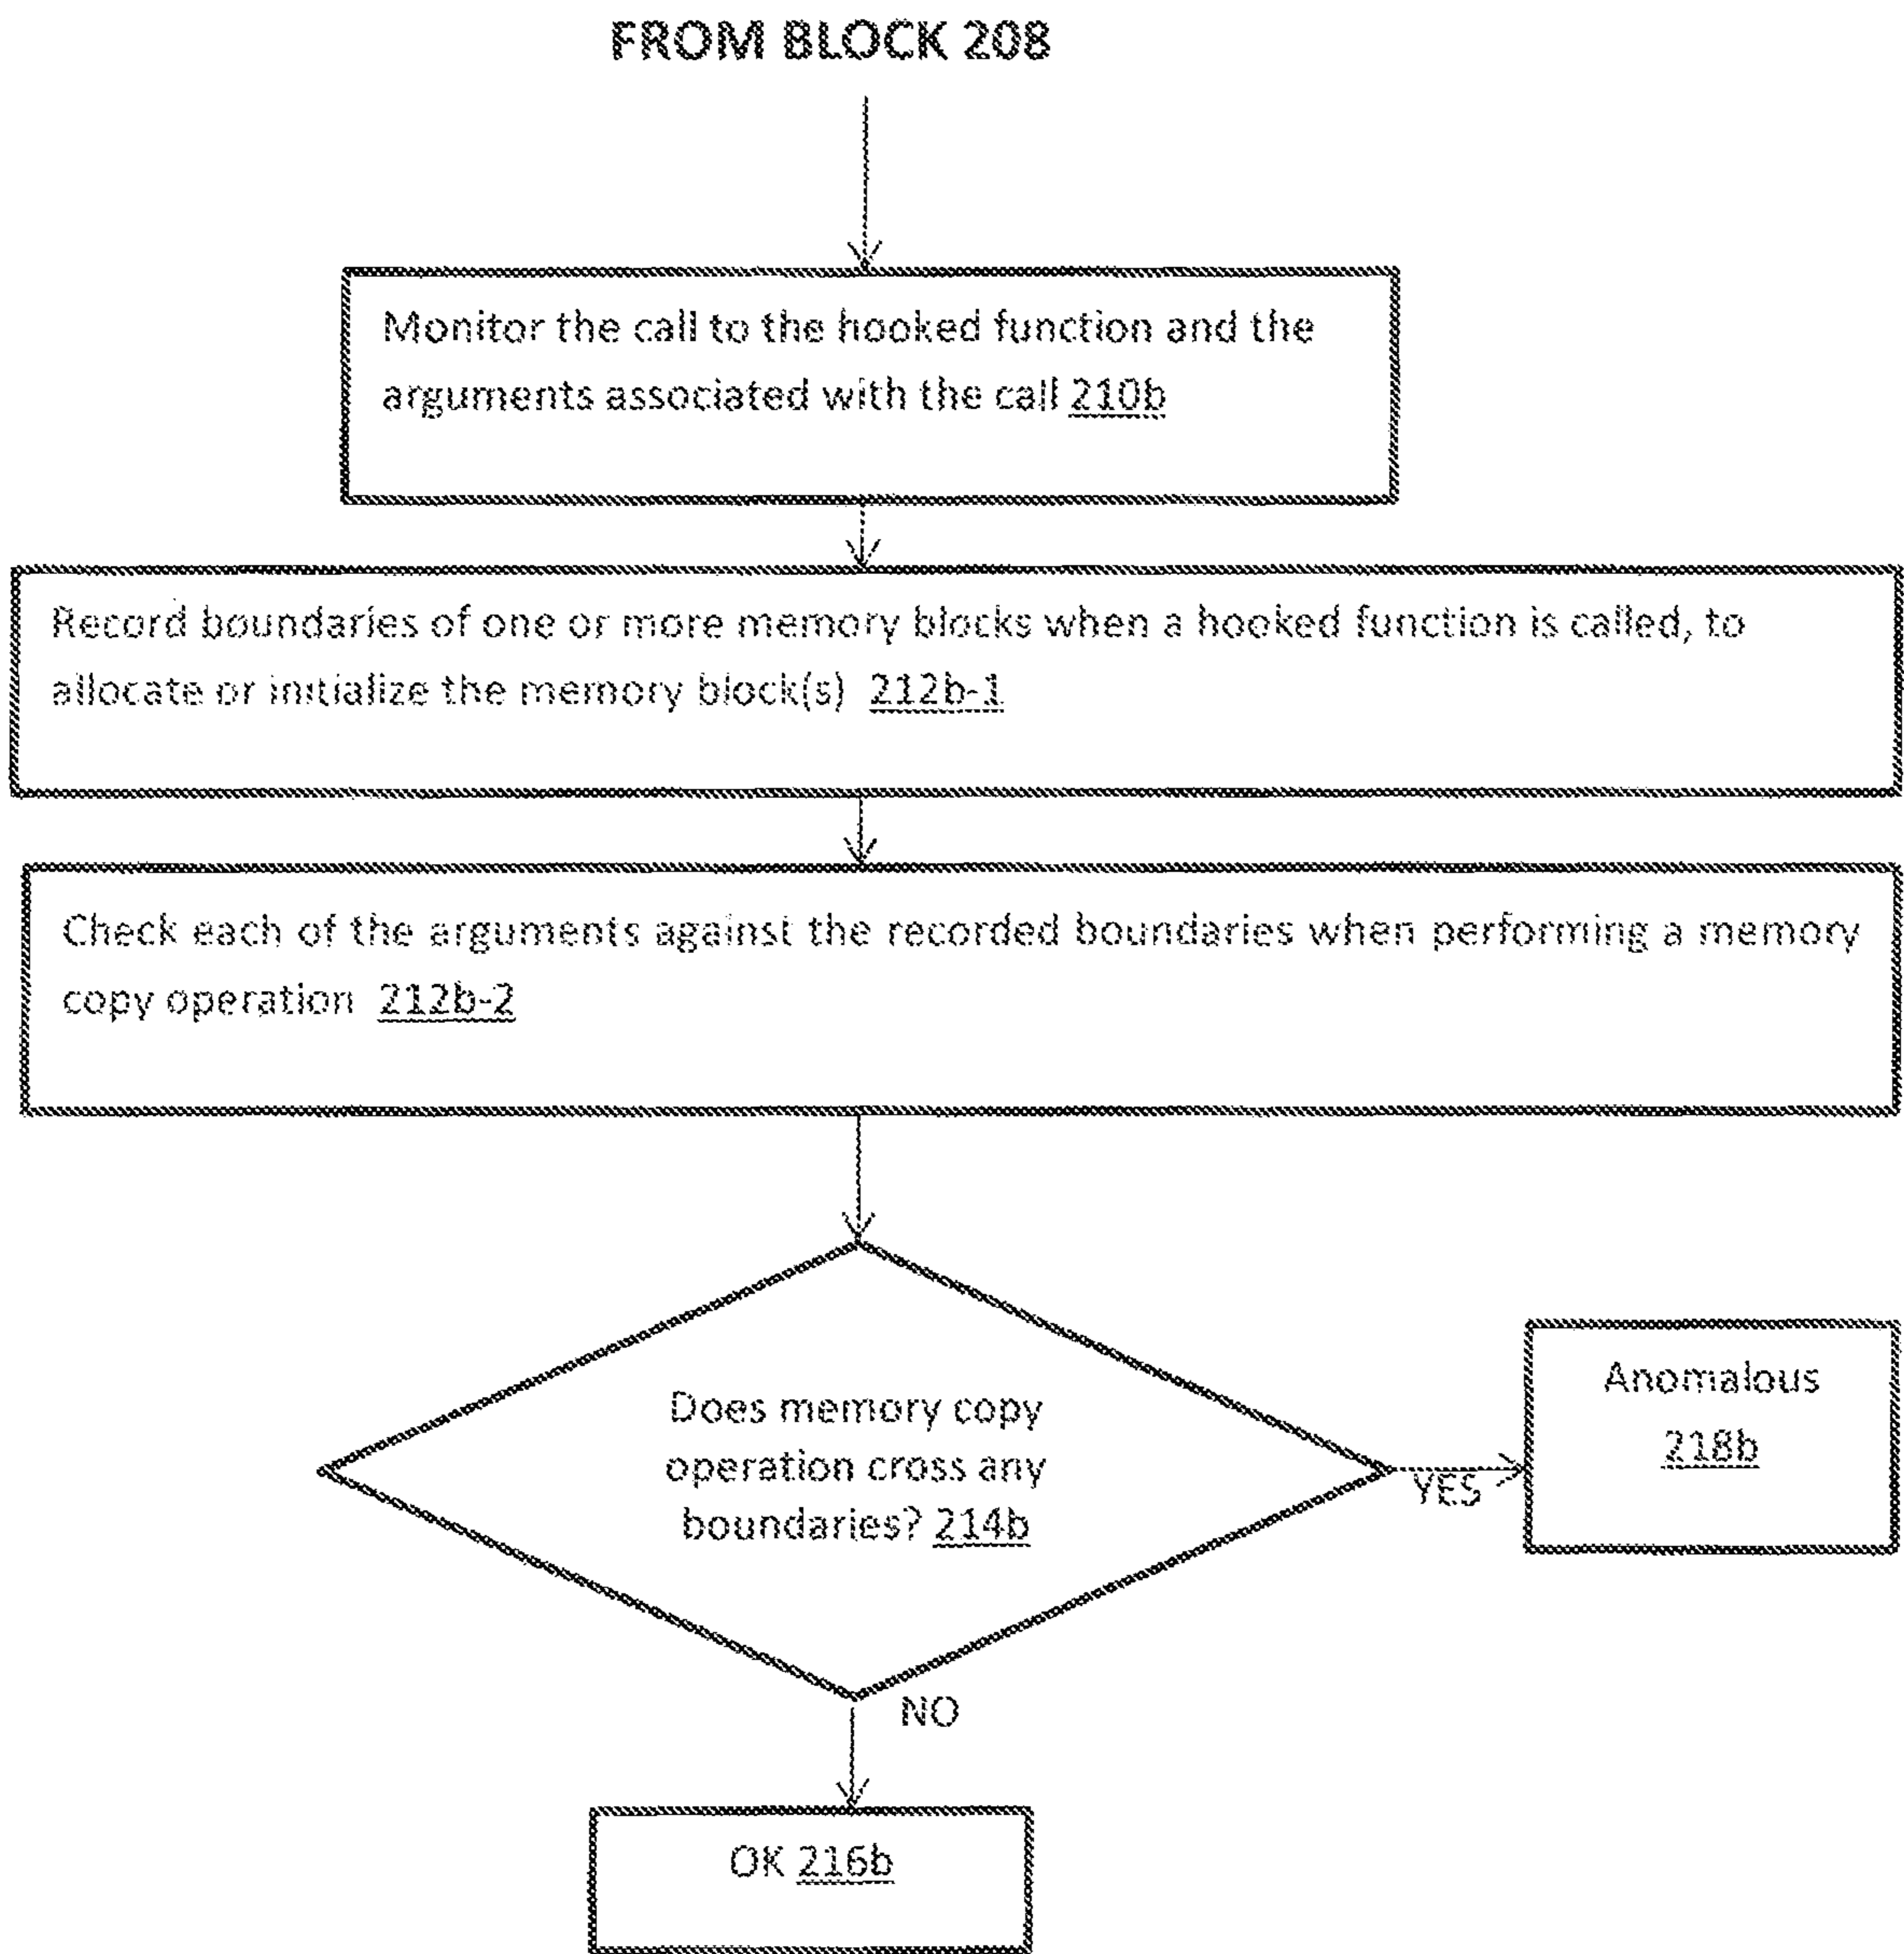 FROM BLOCK 208
Monitor the call to the hooked function and the
arguments associated with the call 210b
Record boundaries of one or more memory blocks when a hooked function is called, to
allocate or initialize the memory block(s) 212b-1
Check each of the arguments against the recorded boundaries when performing a memory
copy operation 212b-2
Does memory copy
operation cross any
boundaries? 214b
YES
Anomalous
218b
NO
OK 216b